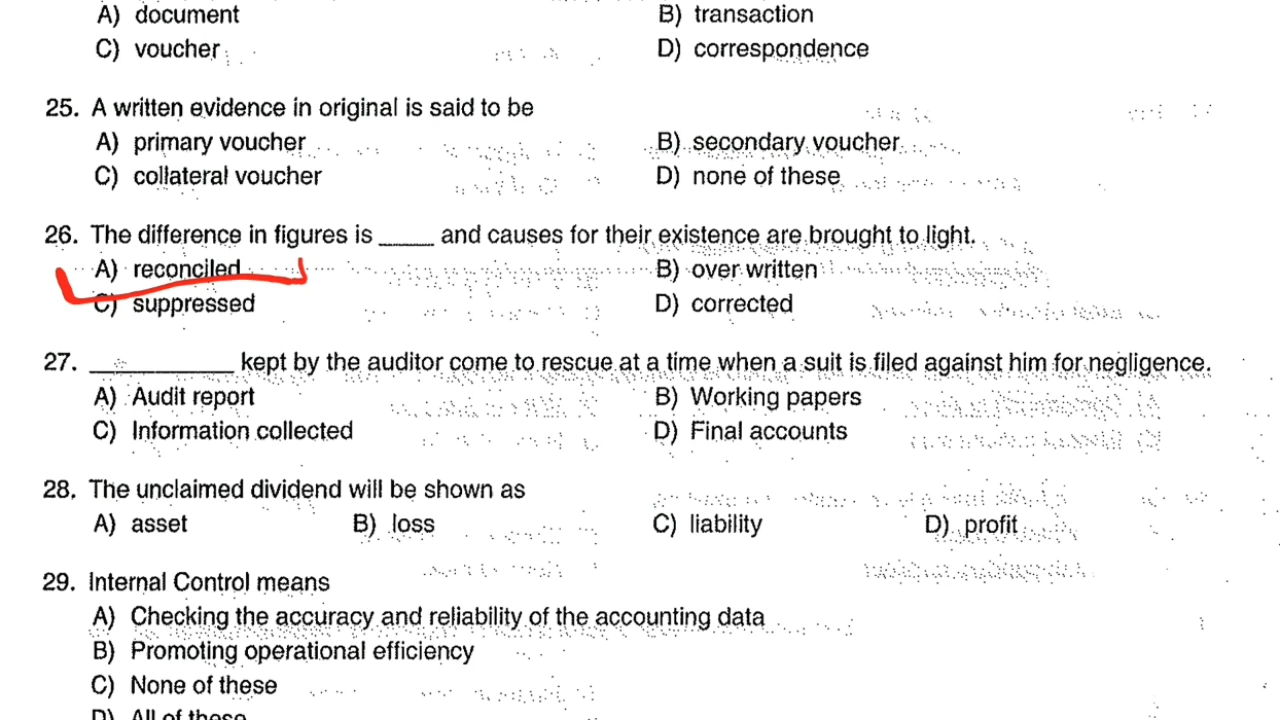 A) document B) transaction
C) voucher D) correspondence
25. A written evidence in original is said to be
A) primary voucher B) secondary voucher
C) collateral voucher D) none of these
26. The difference in figures is _____ and causes for their existence are brought to light.
A) reconciled B) over written
C) suppressed D) corrected
27. ___________ kept by the auditor come to rescue at a time when a suit is filed against him for negligence.
A) Audit report B) Working papers
C) Information collected D) Final accounts
28. The unclaimed dividend will be shown as
A) asset B) loss C) liability D) profit
29. Internal Control means
A) Checking the accuracy and reliability of the accounting data
B) Promoting operational efficiency
C) None of these
D) All of these